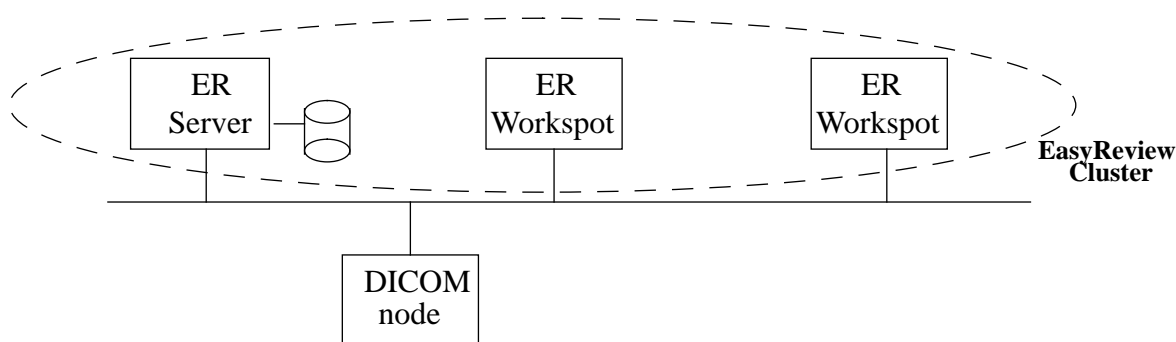 ER
Server
ER
Workspot
ER
Workspot
EasyReview
Cluster
DICOM
node